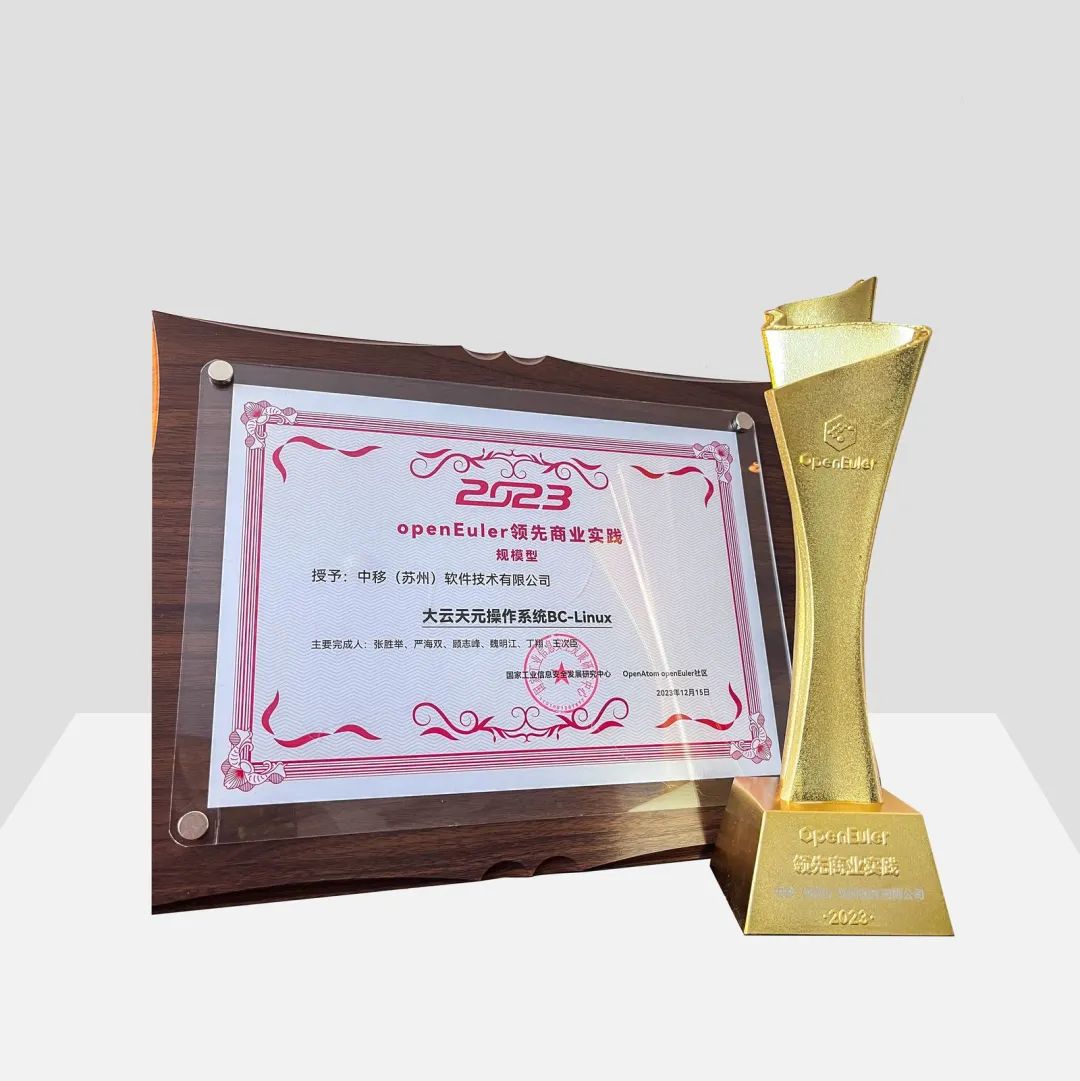 2023
openEuler领先商业实践
规模型
授予：中移（苏州）软件技术有限公司
大云天元操作系统BC-Linux
主要完成人：张胜举、严海双、顾志峰、魏明江、丁翔、王次臣
国家工业信息安全发展研究中心 OpenAtom openEuler社区
2023年12月15日
OpenEuler
OpenEuler
领先商业实践
·2023·